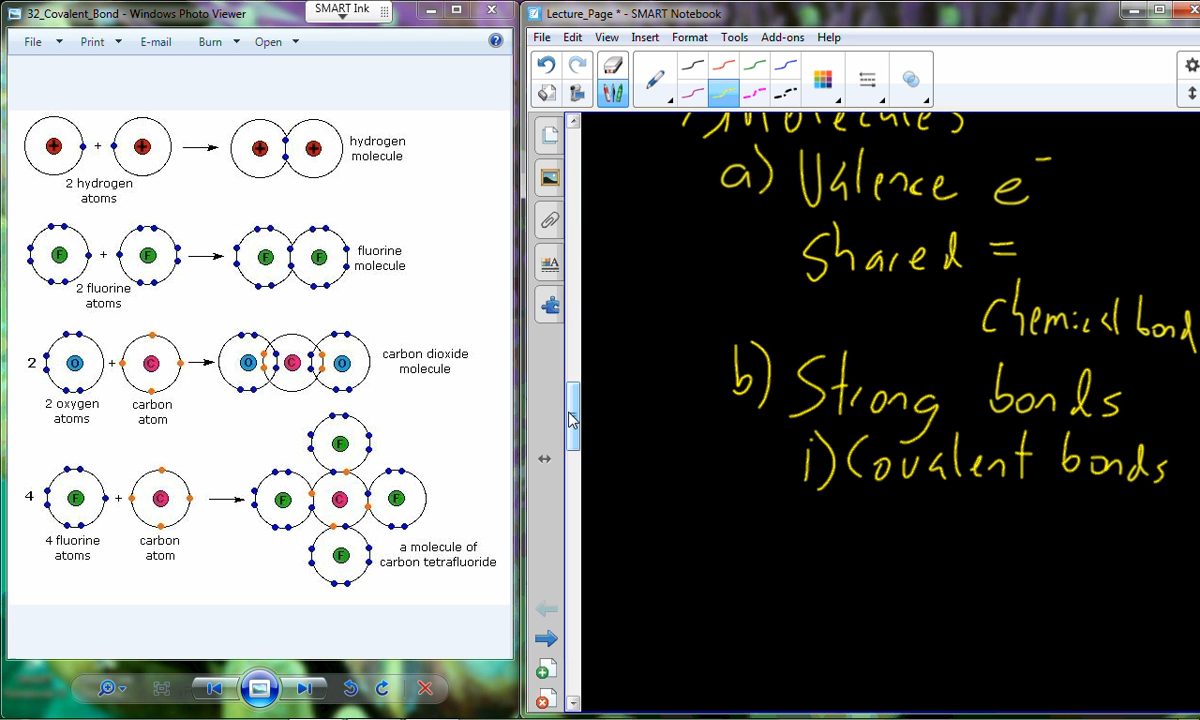 32_Covalent_Bond - Windows Photo Viewer
SMART Ink
File Print E-mail Burn Open
+ + + + +
hydrogen
molecule
2 hydrogen
atoms
F + F F F
fluorine
molecule
2 fluorine
atoms
2 O + C O C O
carbon dioxide
molecule
2 oxygen
atoms
carbon
atom
F
4 F + C F C F
4 fluorine
atoms
carbon
atom
F
a molecule of
carbon tetrafluoride
Lecture_Page * - SMART Notebook
File Edit View Insert Format Tools Add-ons Help
Molecules
a) Valence e⁻
shared =
chemical bond
b) Strong bonds
i) Covalent bonds